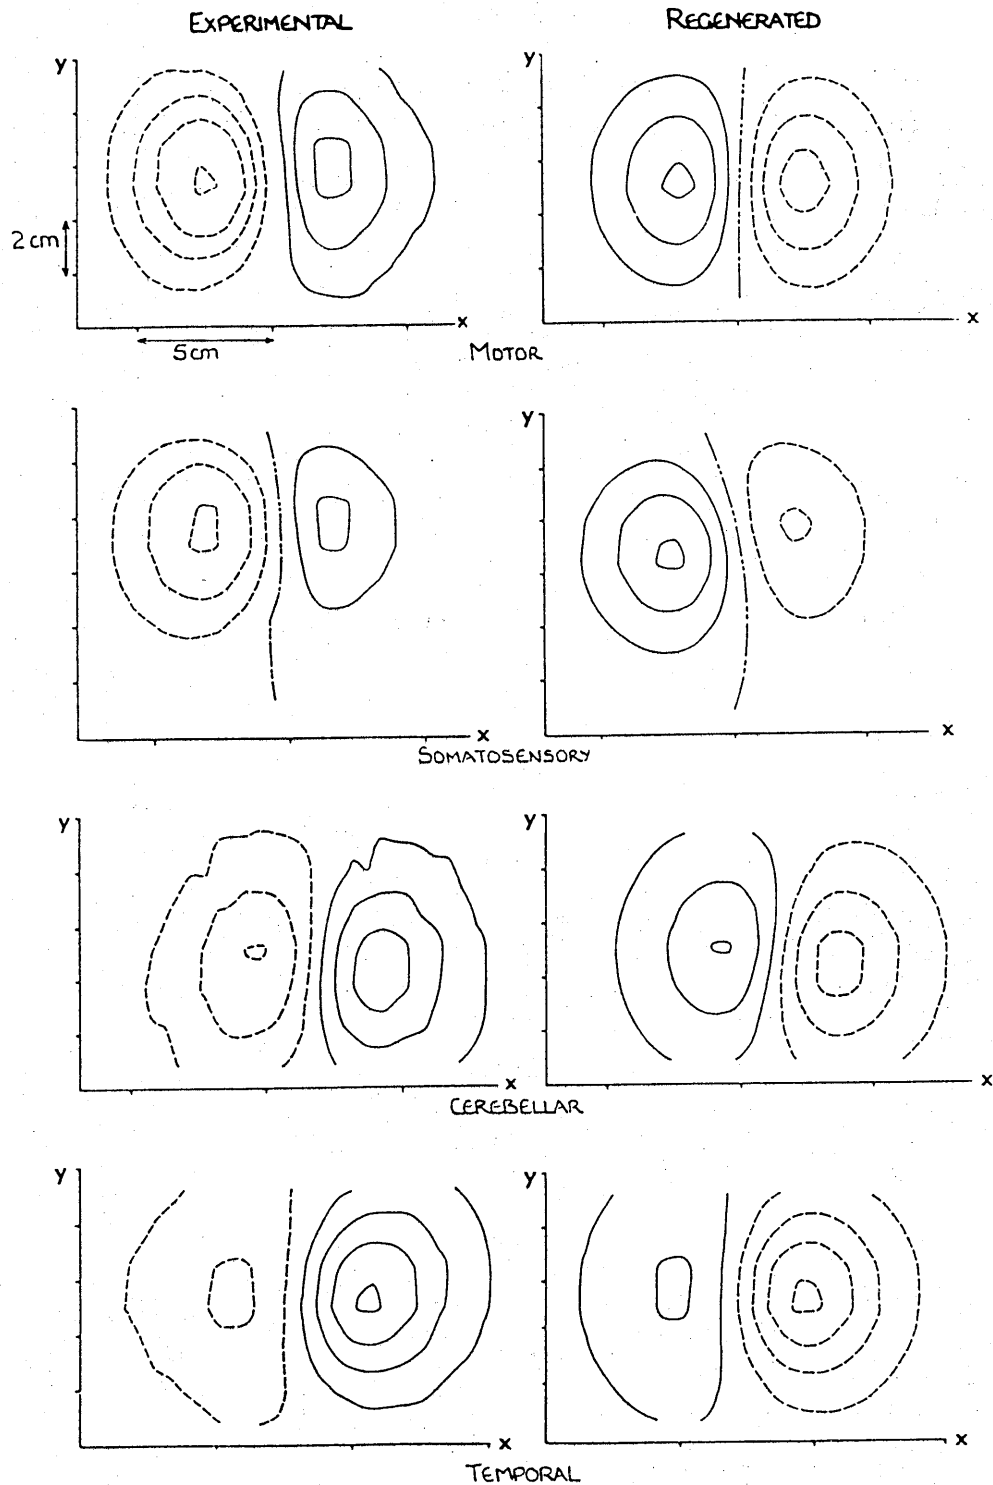 EXPERIMENTAL
REGENERATED
y
y
2 cm
x
x
5cm
MOTOR
y
x
x
SOMATOSENSORY
y
y
x
x
CEREBELLAR
y
y
x
x
TEMPORAL